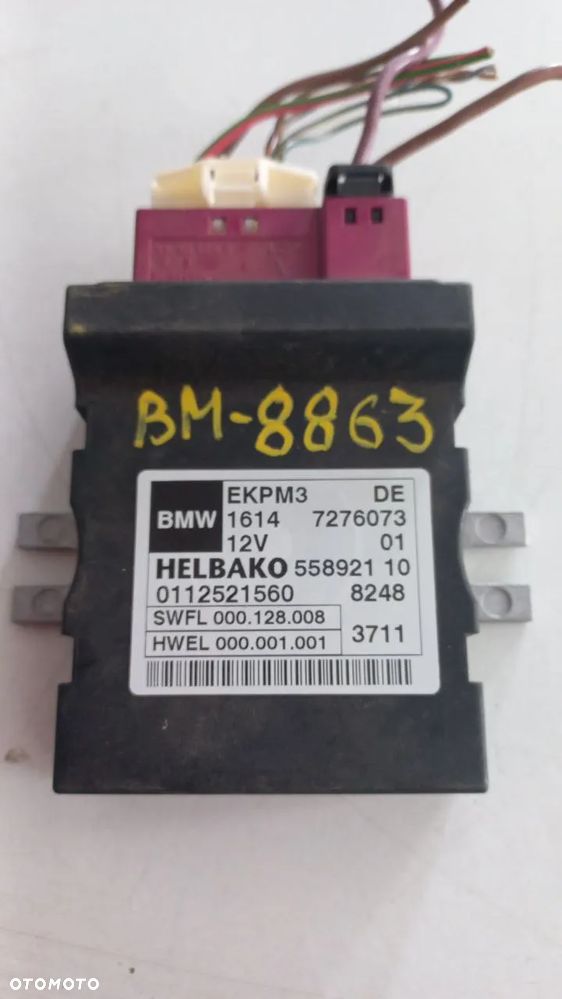 BM-8863
EKPM3 DE
BMW 1614 7276073
12V 01
HELBAKO 558921 10
0112521560 8248
SWFL 000.128.008
HWEL 000.001.001 3711
OTOMOTO